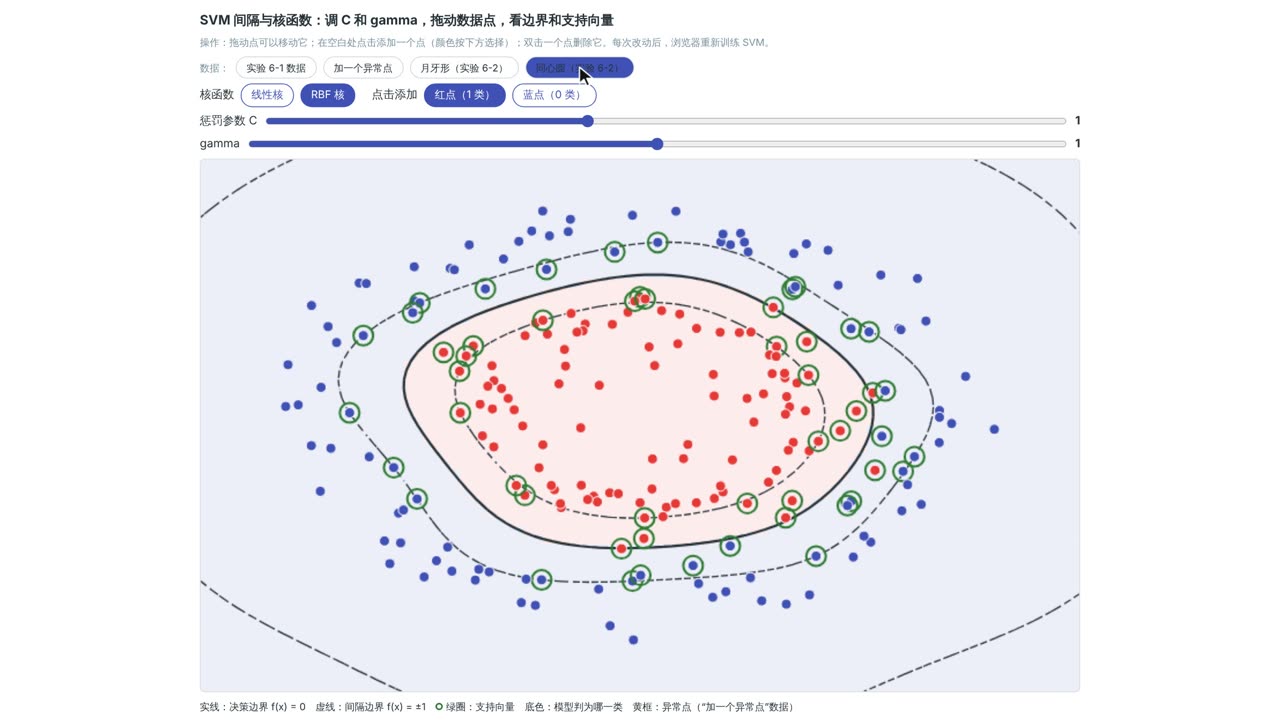 SVM 间隔与核函数：调 C 和 gamma，拖动数据点，看边界和支持向量
操作：拖动点可以移动它；在空白处点击添加一个点（颜色按下方选择）；双击一个点删除它。每次改动后，浏览器重新训练 SVM。
数据： 实验 6-1 数据 加一个异常点 月牙形（实验 6-2） 同心圆（实验 6-2）
核函数 线性核 RBF 核 点击添加 红点（1 类） 蓝点（0 类）
惩罚参数 C 1
gamma 1
实线：决策边界 f(x) = 0 虚线：间隔边界 f(x) = ±1 绿圈：支持向量 底色：模型判为哪一类 黄框：异常点（“加一个异常点”数据）